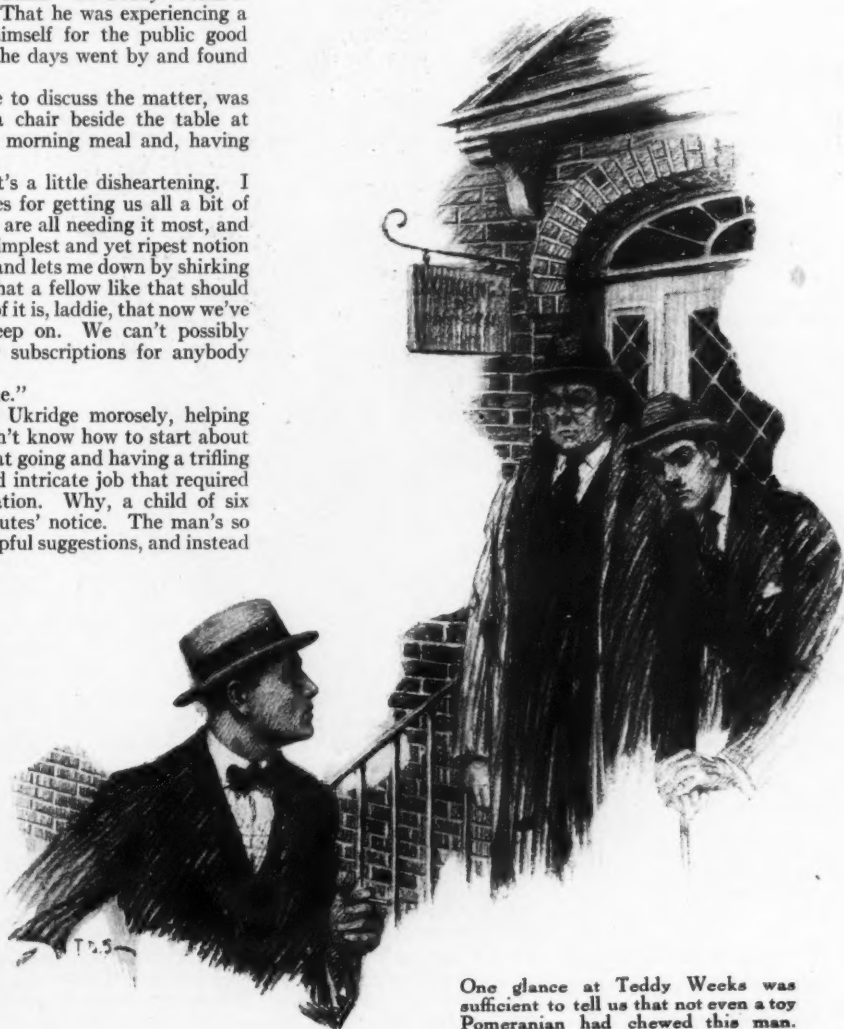 That he was experiencing a
imself for the public good
he days went by and found
e to discuss the matter, was
a chair beside the table at
morning meal and, having
t's a little disheartening. I
es for getting us all a bit of
are all needing it most, and
implest and yet ripest notion
and lets me down by shirking
hat a fellow like that should
of it is, laddie, that now we've
eep on. We can't possibly
subscriptions for anybody
e."
Ukridge morosely, helping
n't know how to start about
at going and having a trifling
d intricate job that required
ation. Why, a child of six
utes' notice. The man's so
pful suggestions, and instead
T.D.S
One glance at Teddy Weeks was
sufficient to tell us that not even a toy
Pomeranian had chewed this man.